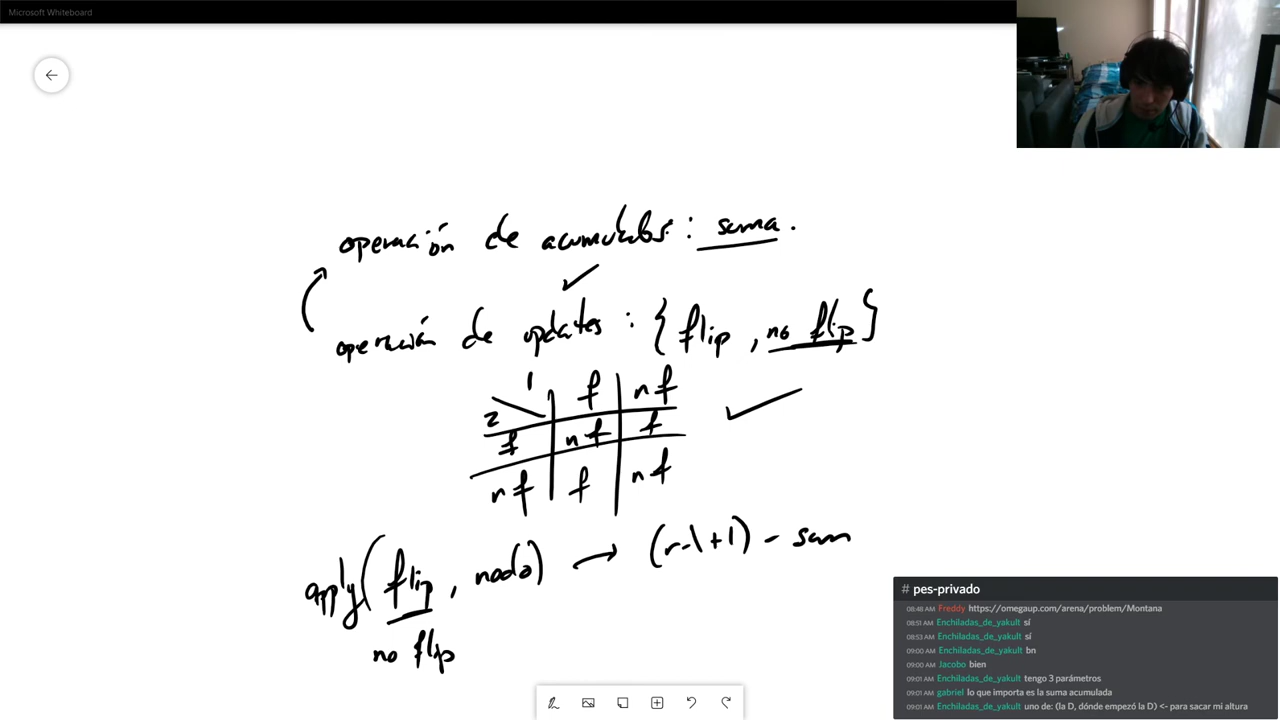 Microsoft Whiteboard
operación de acumulados: suma.
operación de updates: {flip, no flip}
1 f nf
2
f nf f
nf f nf
apply(flip, nodo) → (r-l+1) - sum
no flip
# pes-privado
08:48 AM Freddy https://omegaup.com/arena/problem/Montana
08:51 AM Enchiladas_de_yakult sí
08:53 AM Enchiladas_de_yakult sí
09:00 AM Enchiladas_de_yakult bn
09:00 AM Jacobo bien
09:01 AM Enchiladas_de_yakult tengo 3 parámetros
09:01 AM gabriel lo que importa es la suma acumulada
09:01 AM Enchiladas_de_yakult uno de: (la D, dónde empezó la D) <- para sacar mi altura